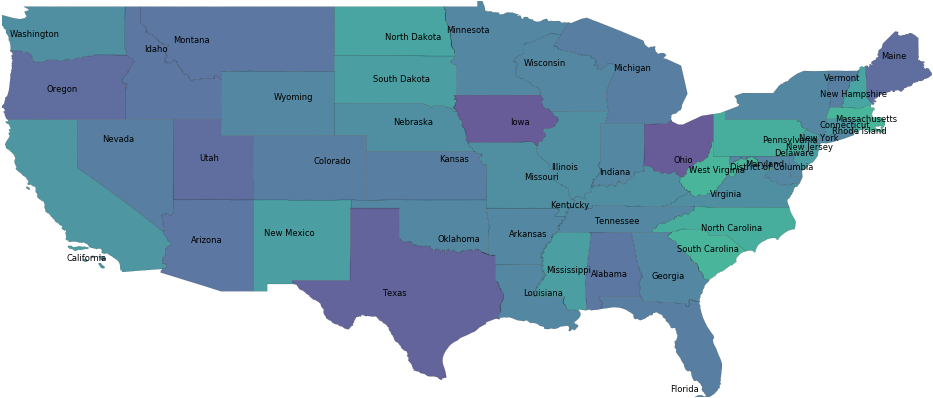 Washington
Idaho
Montana
North Dakota
Minnesota
Maine
Oregon
Wyoming
South Dakota
Wisconsin
Michigan
Vermont
New Hampshire
Nevada
Utah
Colorado
Nebraska
Iowa
Massachusetts
Connecticut
Rhode Island
New York
Pennsylvania
New Jersey
Kansas
Missouri
Illinois
Indiana
Ohio
West Virginia
Delaware
Maryland
District of Columbia
Virginia
Kentucky
California
Arizona
New Mexico
Oklahoma
Arkansas
Tennessee
North Carolina
South Carolina
Texas
Louisiana
Mississippi
Alabama
Georgia
Florida